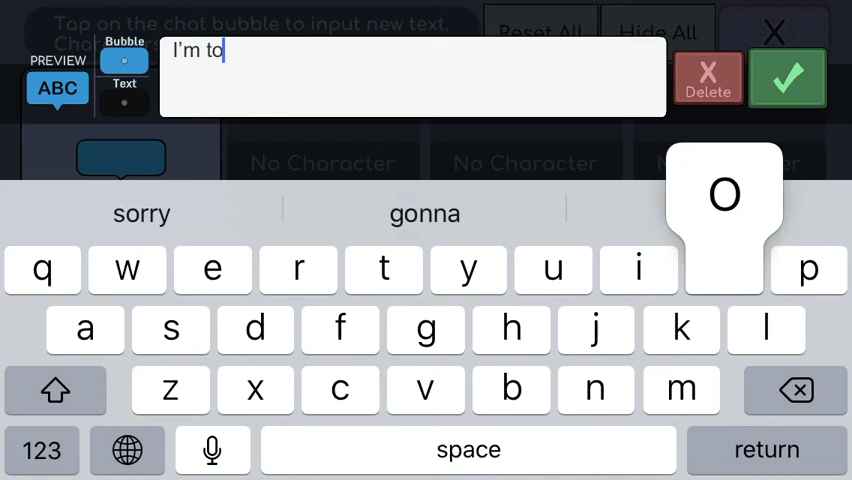 Tap on the chat bubble to input new text.
Reset All
Hide All
X
Bubble
PREVIEW
ABC
Text
I'm to
X
Delete
No Character
No Character
sorry
gonna
O
q w e r t y u i p
a s d f g h j k l
z x c v b n m
123
space
return